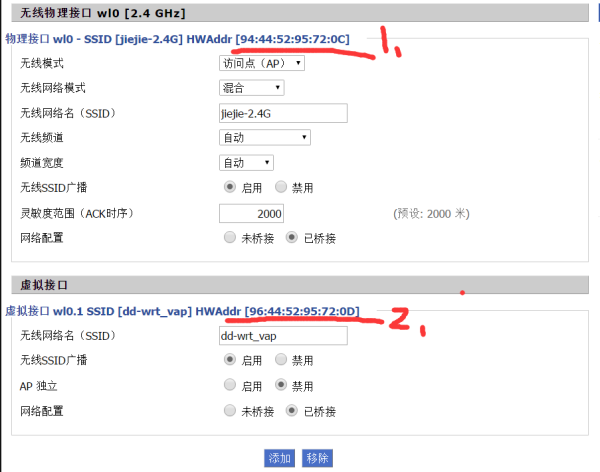 无线物理接口 wl0 [2.4 GHz]
物理接口 wl0 - SSID [jiejie-2.4G] HWAddr [94:44:52:95:72:0C]
1,
无线模式 访问点（AP）
无线网络模式 混合
无线网络名（SSID） jiejie-2.4G
无线频道 自动
频道宽度 自动
无线SSID广播 启用 禁用
灵敏度范围（ACK时序） 2000 (预设: 2000 米)
网络配置 未桥接 已桥接
虚拟接口
虚拟接口 wl0.1 SSID [dd-wrt_vap] HWAddr [96:44:52:95:72:0D]
2,
无线网络名（SSID） dd-wrt_vap
无线SSID广播 启用 禁用
AP 独立 启用 禁用
网络配置 未桥接 已桥接
添加 移除